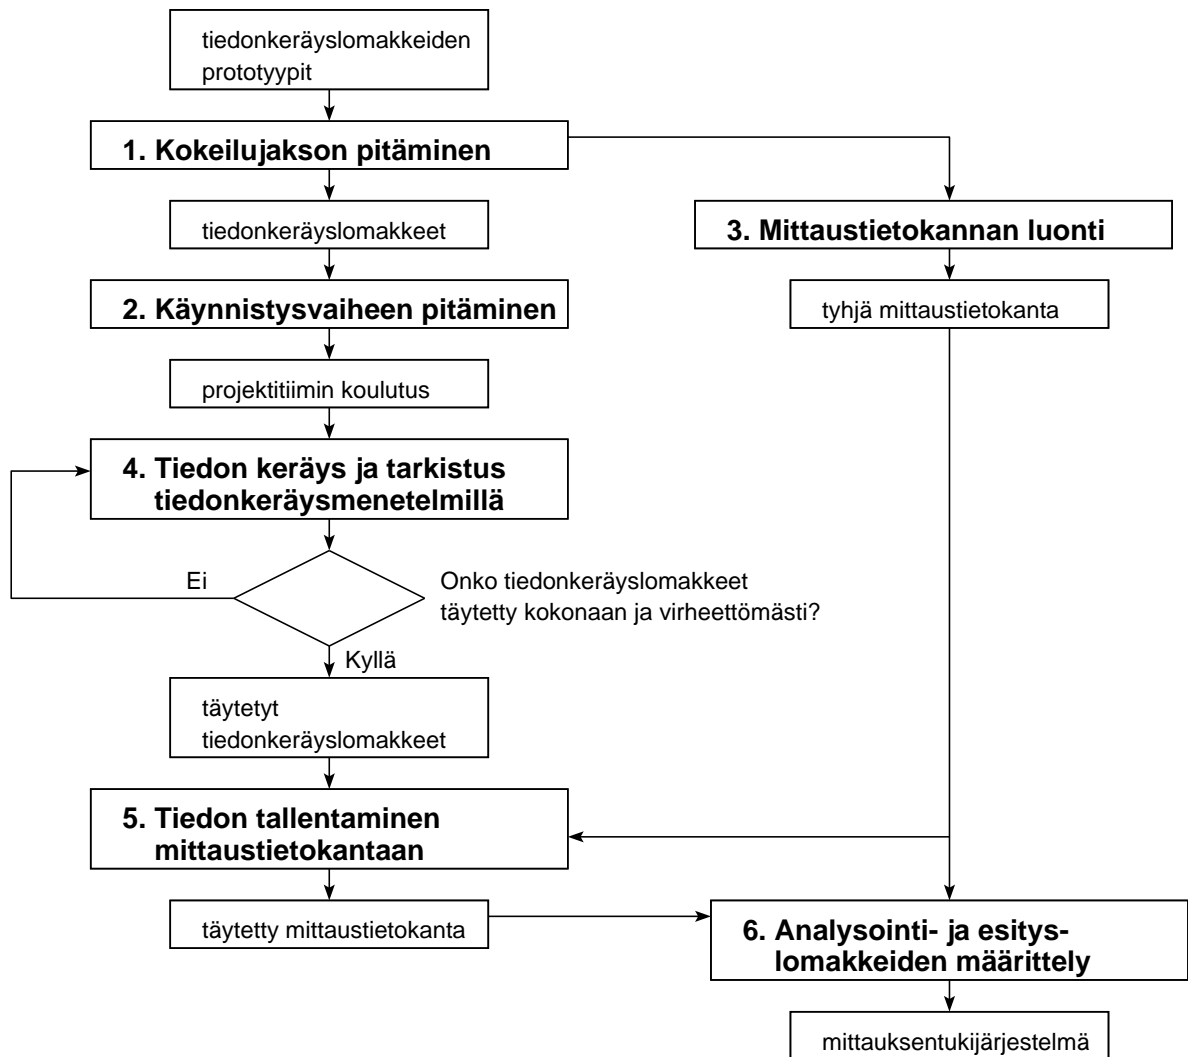 tiedonkeräyslomakkeiden
prototyypit
1. Kokeilujakson pitäminen
tiedonkeräyslomakkeet
3. Mittaustietokannan luonti
2. Käynnistysvaiheen pitäminen
tyhjä mittaustietokanta
projektitiimin koulutus
4. Tiedon keräys ja tarkistus
tiedonkeräysmenetelmillä
Ei
Onko tiedonkeräyslomakkeet
täytetty kokonaan ja virheettömästi?
Kyllä
täytetyt
tiedonkeräyslomakkeet
5. Tiedon tallentaminen
mittaustietokantaan
täytetty mittaustietokanta
6. Analysointi- ja esitys-
lomakkeiden määrittely
mittauksentukijärjestelmä